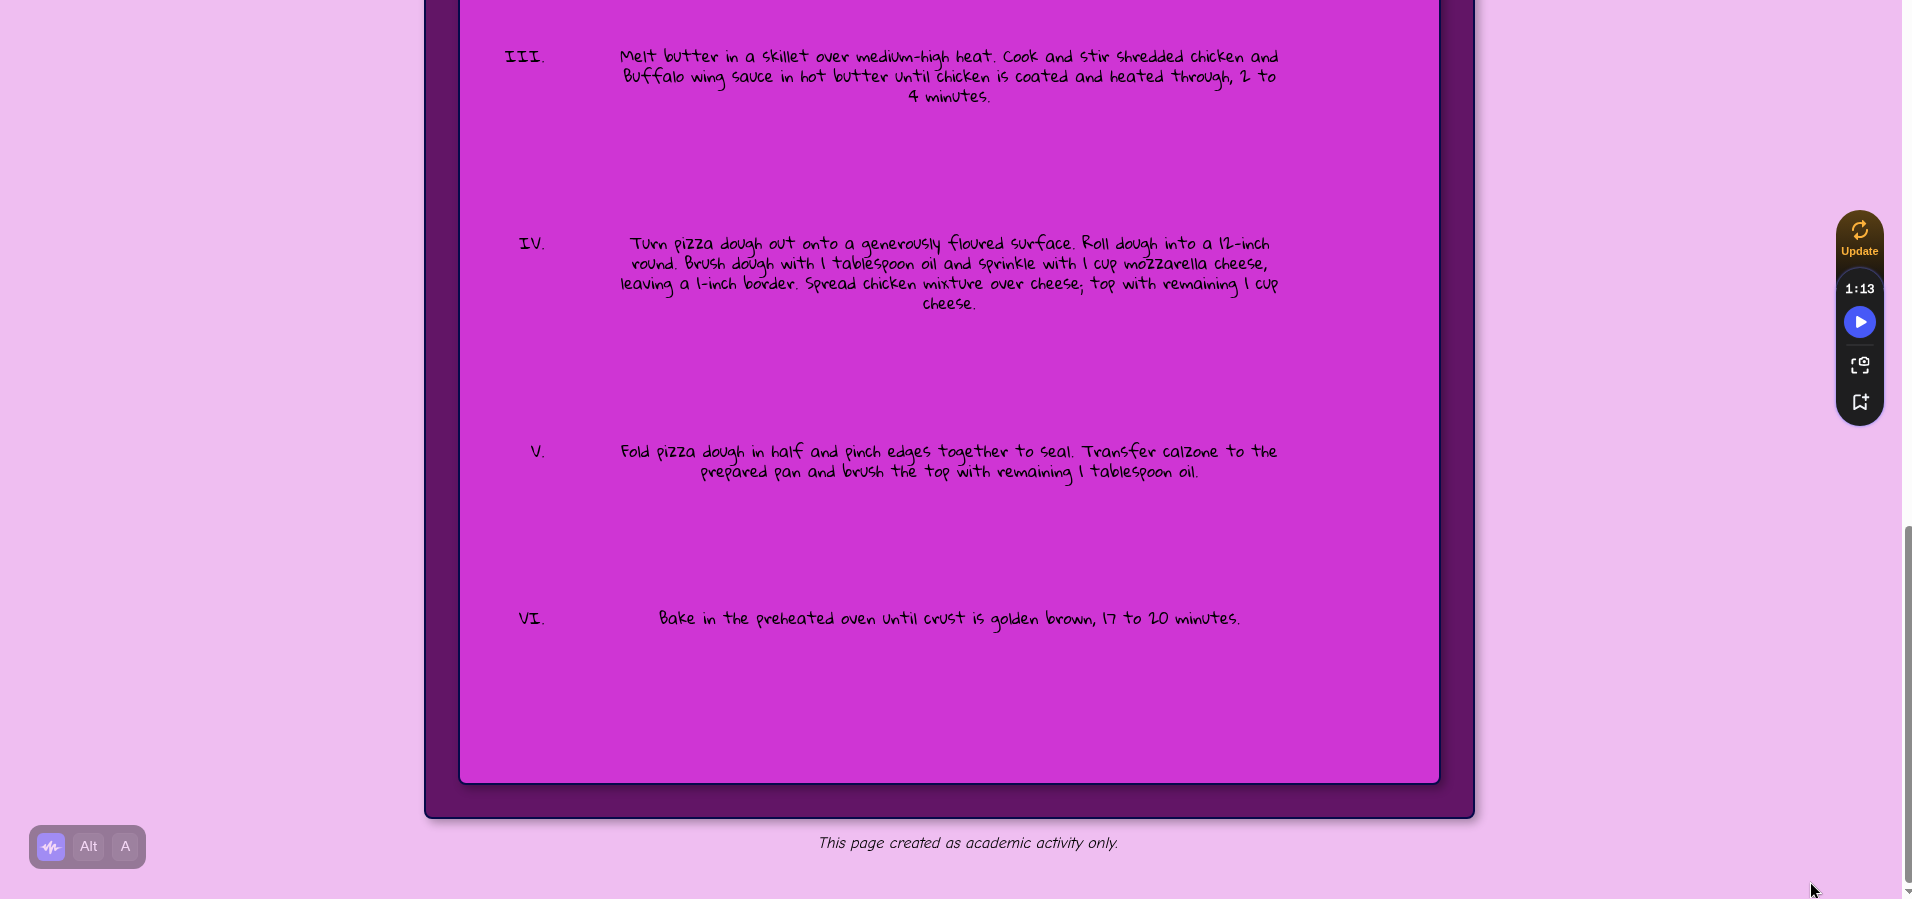 III.
Melt butter in a skillet over medium-high heat. Cook and stir shredded chicken and
Buffalo wing sauce in hot butter until chicken is coated and heated through, 2 to
4 minutes.
IV.
Turn pizza dough out onto a generously floured surface. Roll dough into a 12-inch
round. Brush dough with 1 tablespoon oil and sprinkle with 1 cup mozzarella cheese,
leaving a 1-inch border. Spread chicken mixture over cheese; top with remaining 1 cup
cheese.
V.
Fold pizza dough in half and pinch edges together to seal. Transfer calzone to the
prepared pan and brush the top with remaining 1 tablespoon oil.
VI.
Bake in the preheated oven until crust is golden brown, 17 to 20 minutes.
This page created as academic activity only.
Update
1:13
Alt
A